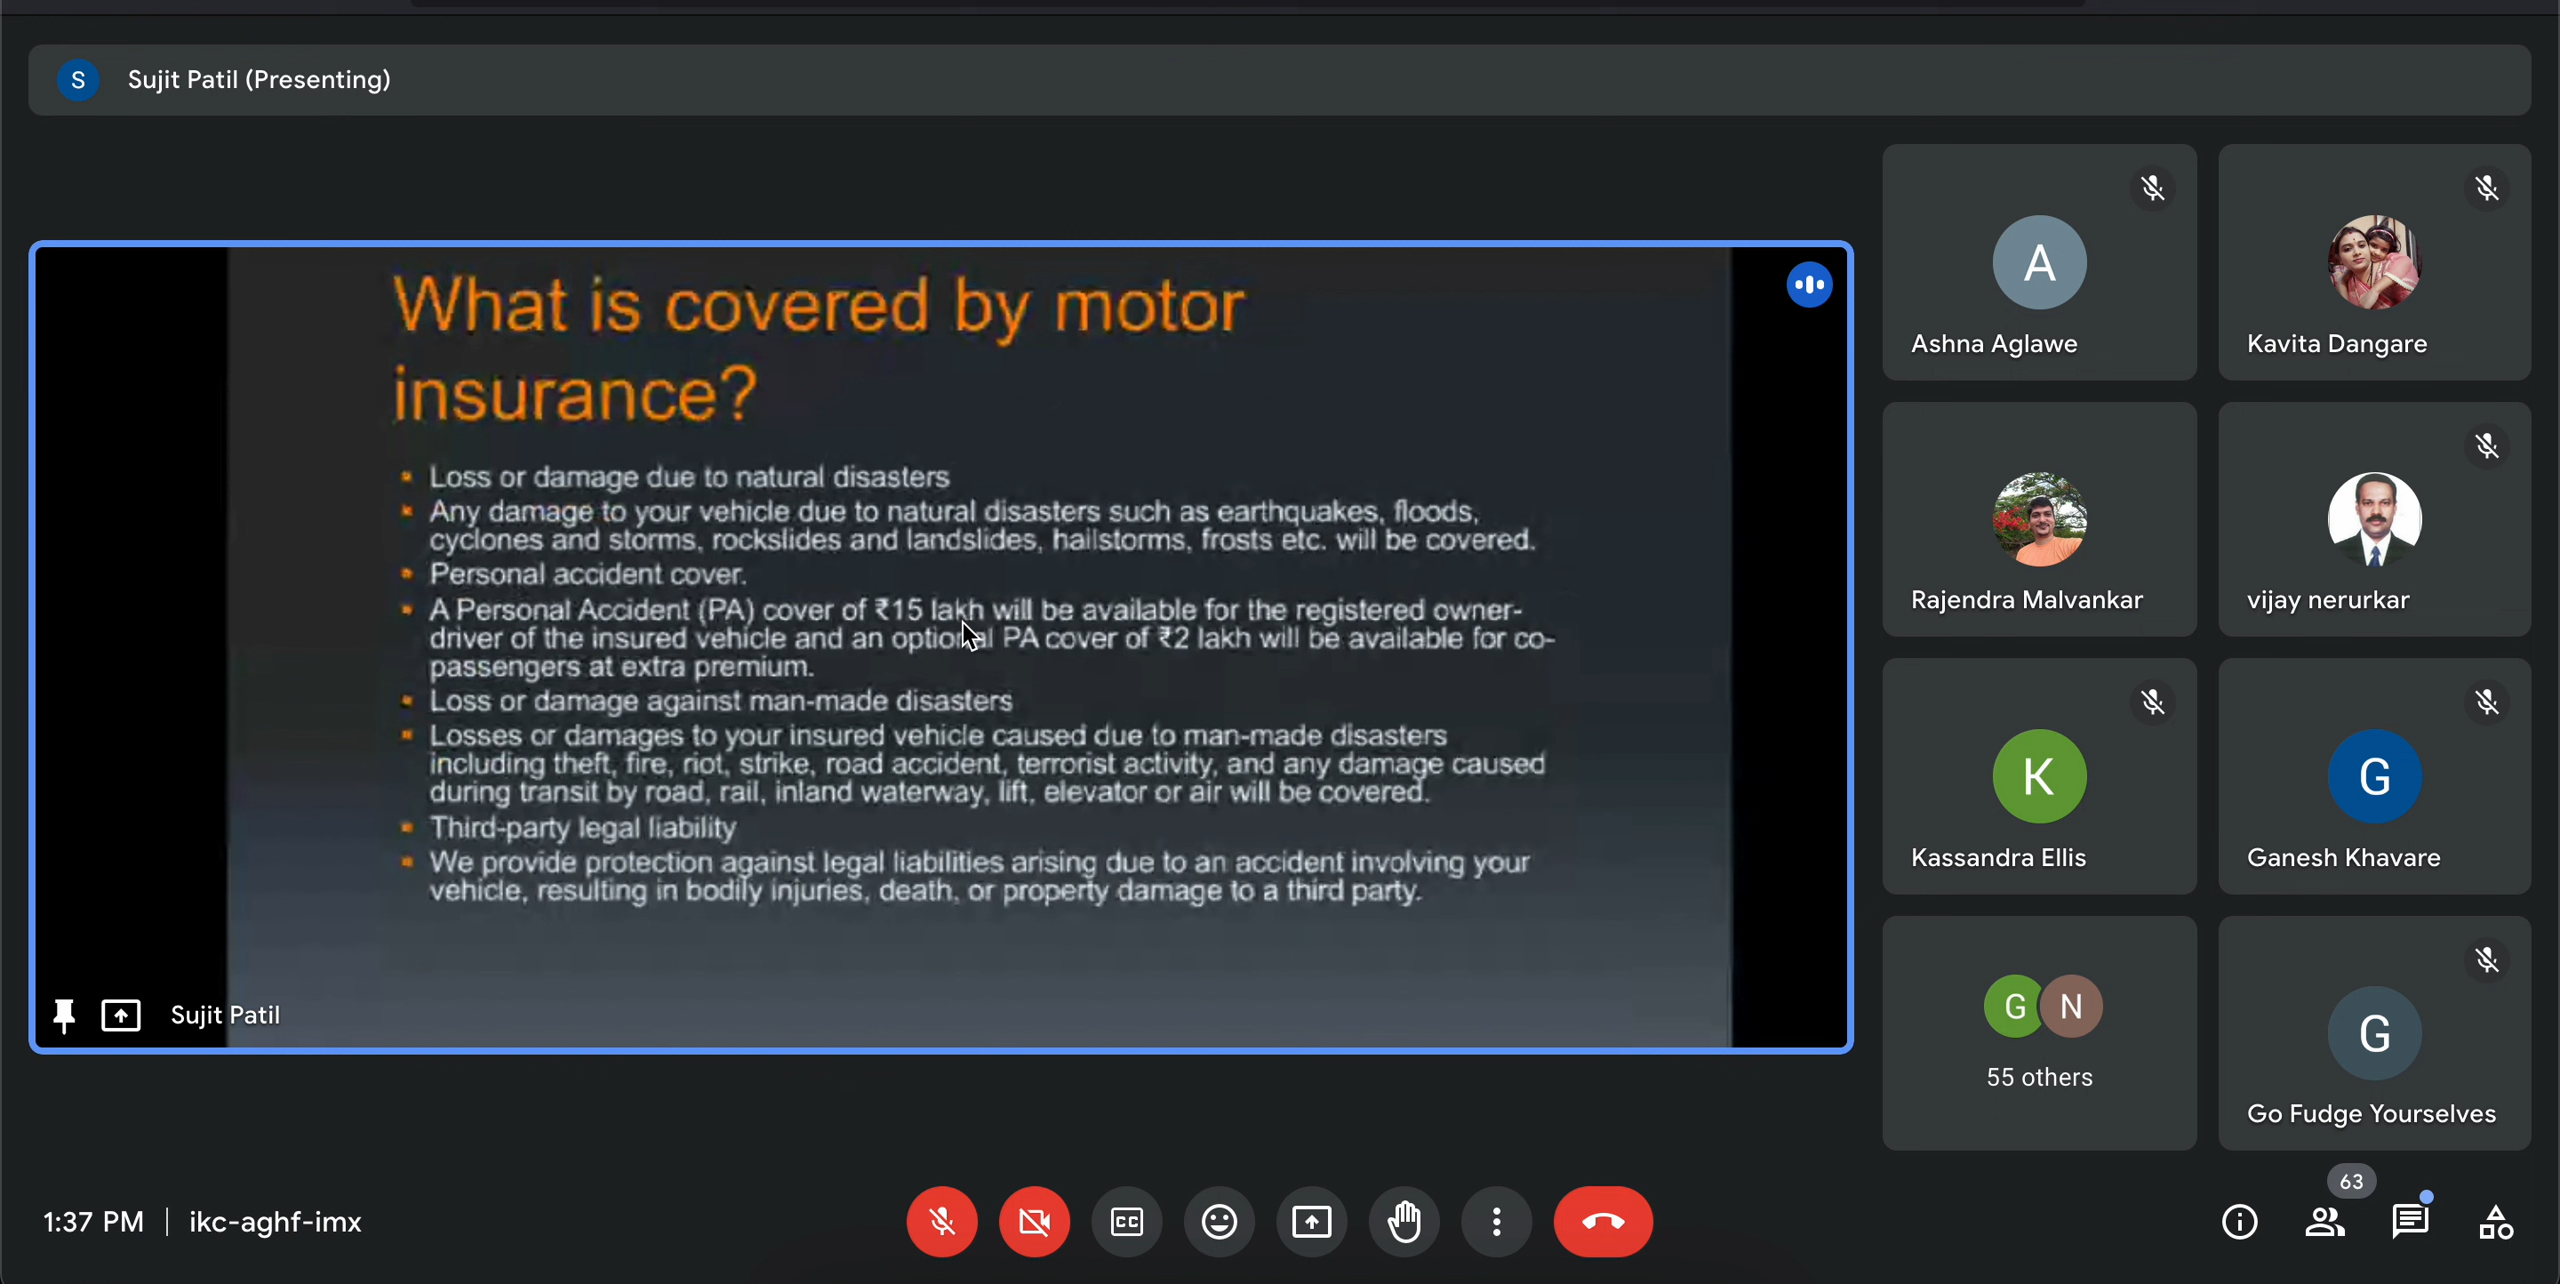 S Sujit Patil (Presenting)
What is covered by motor
insurance?
Loss or damage due to natural disasters
Any damage to your vehicle due to natural disasters such as earthquakes, floods,
cyclones and storms, rockslides and landslides, hailstorms, frosts etc. will be covered.
Personal accident cover.
A Personal Accident (PA) cover of ₹15 lakh will be available for the registered owner-
driver of the insured vehicle and an optional PA cover of ₹2 lakh will be available for co-
passengers at extra premium.
Loss or damage against man-made disasters
Losses or damages to your insured vehicle caused due to man-made disasters
including theft, fire, riot, strike, road accident, terrorist activity, and any damage caused
during transit by road, rail, inland waterway, lift, elevator or air will be covered.
Third-party legal liability
We provide protection against legal liabilities arising due to an accident involving your
vehicle, resulting in bodily injuries, death, or property damage to a third party.
Sujit Patil
A
Ashna Aglawe
Kavita Dangare
Rajendra Malvankar
vijay nerurkar
K
Kassandra Ellis
G
Ganesh Khavare
G N
55 others
G
Go Fudge Yourselves
1:37 PM | ikc-aghf-imx
CC
63